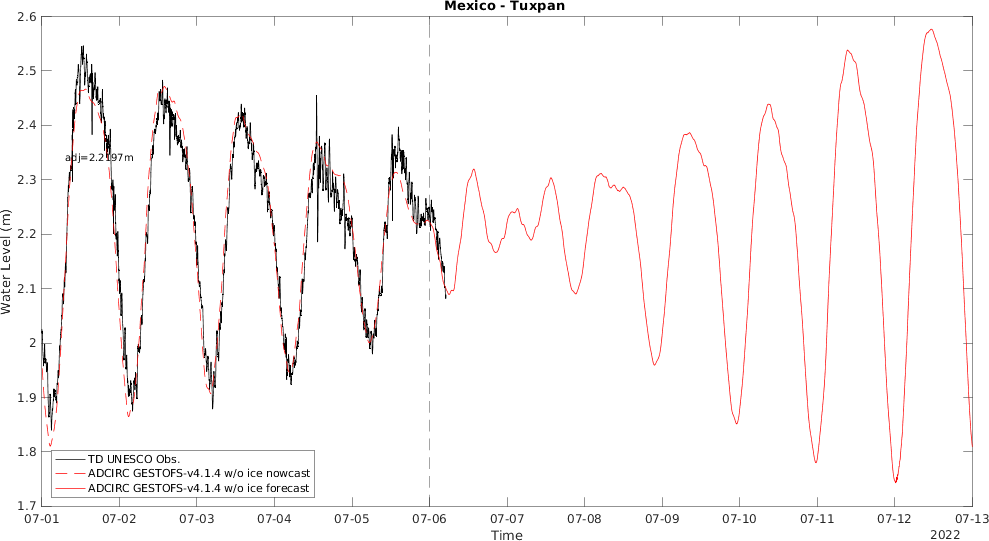 Mexico - Tuxpan
2.6
2.5
2.4
2.3
2.2
2.1
2
1.9
1.8
1.7
Water Level (m)
adj=2.2197m
TD UNESCO Obs.
ADCIRC GESTOFS-v4.1.4 w/o ice nowcast
ADCIRC GESTOFS-v4.1.4 w/o ice forecast
07-01 07-02 07-03 07-04 07-05 07-06 07-07 07-08 07-09 07-10 07-11 07-12 07-13
Time
2022